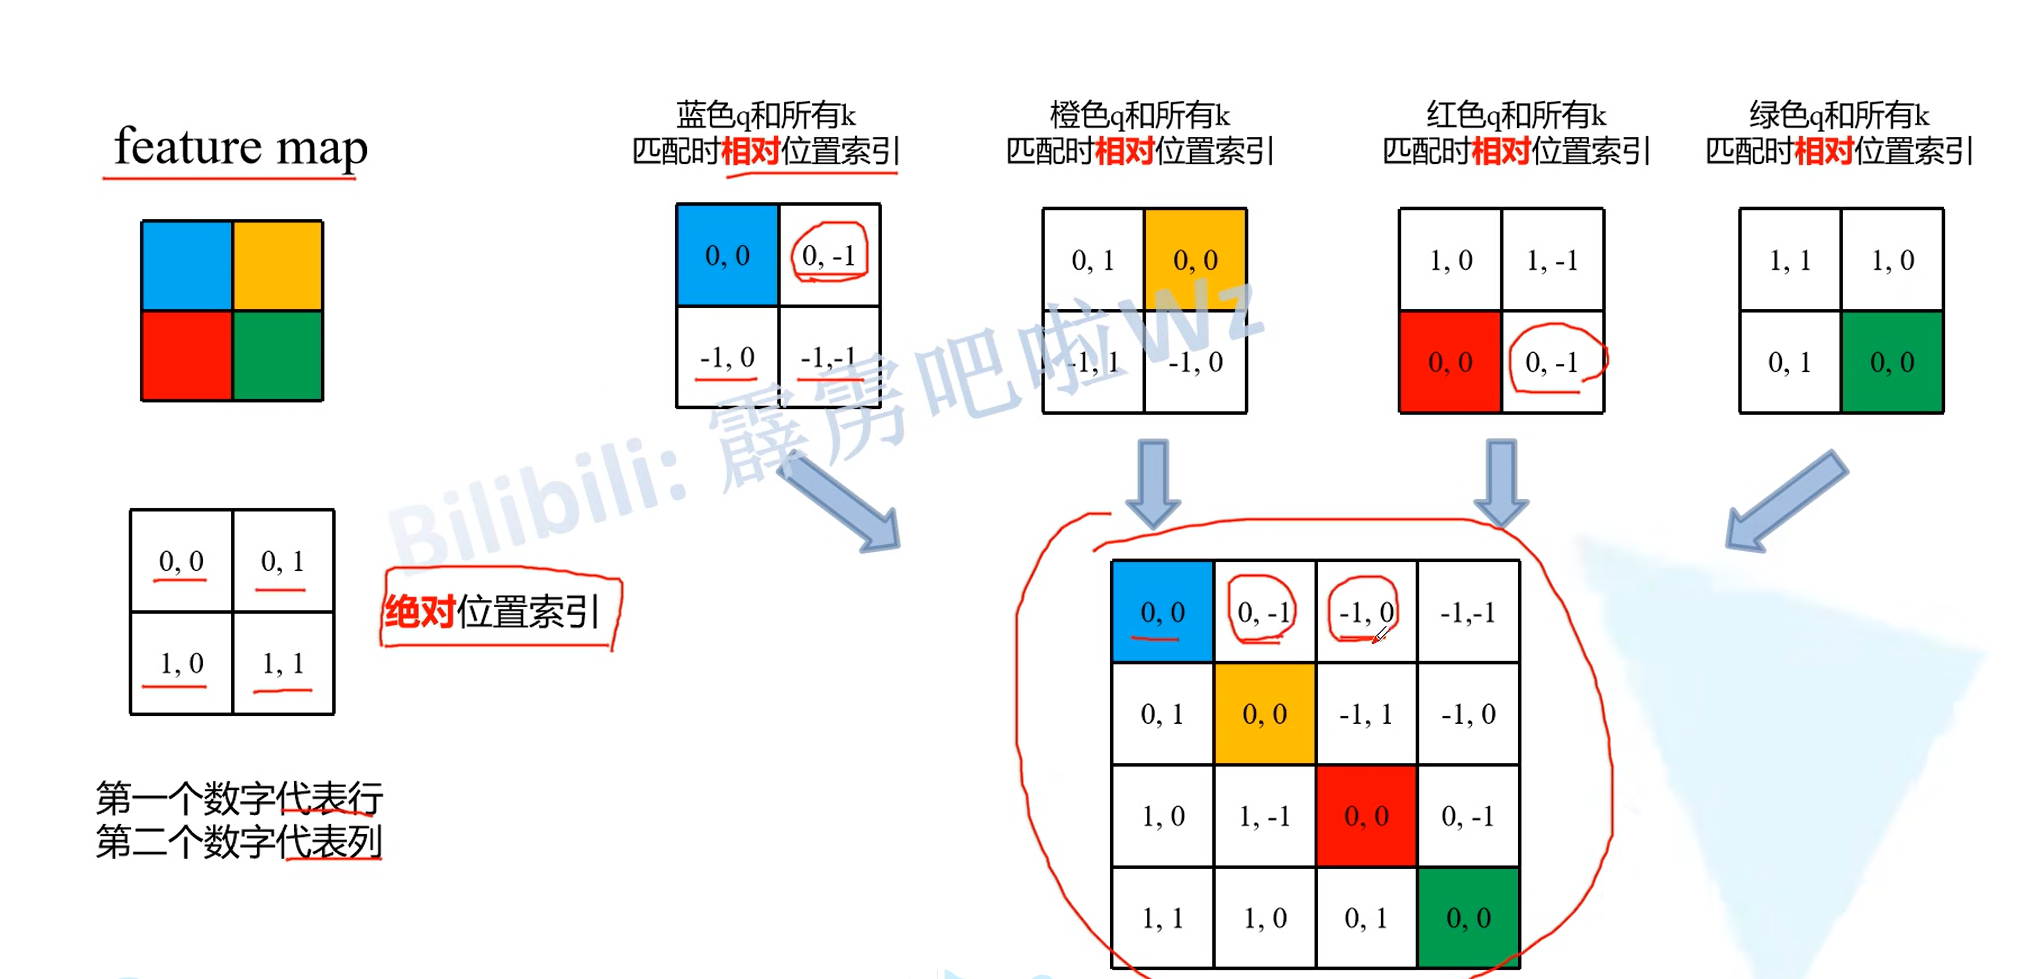 feature map
蓝色q和所有k
匹配时相对位置索引
橙色q和所有k
匹配时相对位置索引
红色q和所有k
匹配时相对位置索引
绿色q和所有k
匹配时相对位置索引
0, 0 0, -1
-1, 0 -1,-1
0, 1 0, 0
-1, 1 -1, 0
1, 0 1, -1
0, 0 0, -1
1, 1 1, 0
0, 1 0, 0
Bilibili: 霹雳吧啦Wz
0, 0 0, 1
1, 0 1, 1
绝对位置索引
第一个数字代表行
第二个数字代表列
0, 0 0, -1 -1, 0 -1,-1
0, 1 0, 0 -1, 1 -1, 0
1, 0 1, -1 0, 0 0, -1
1, 1 1, 0 0, 1 0, 0